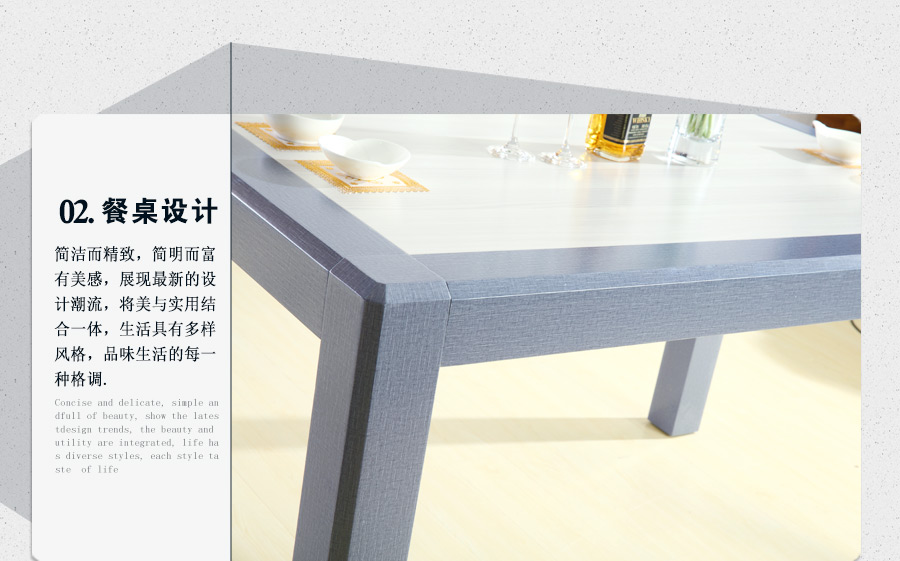 02. 餐桌设计
简洁而精致，简明而富
有美感，展现最新的设
计潮流，将美与实用结
合一体，生活具有多样
风格，品味生活的每一
种格调.
Concise and delicate, simple an
dfull of beauty, show the lates
tdesign trends, the beauty and
utility are integrated, life ha
s diverse styles, each style ta
ste  of life
WHISKY